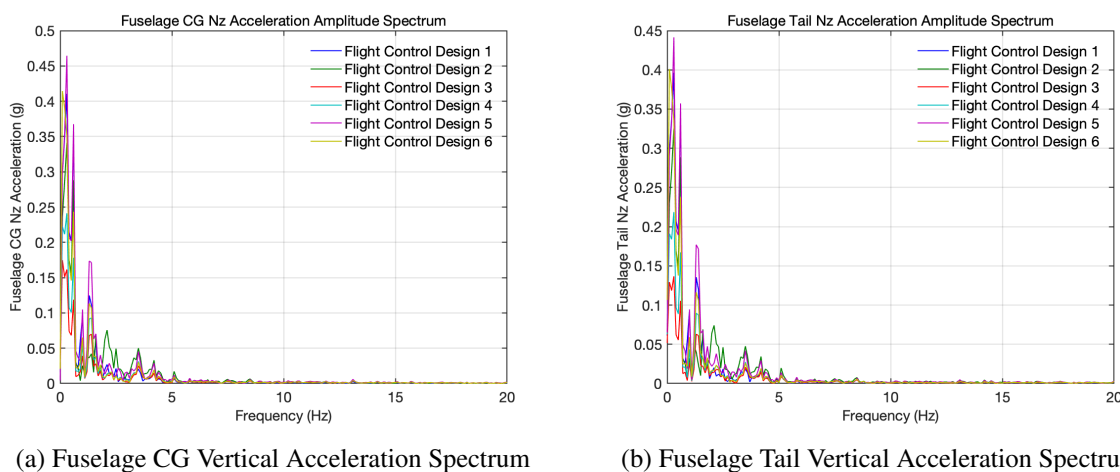 Fuselage CG Nz Acceleration Amplitude Spectrum
0.5
0.45
0.4
0.35
0.3
0.25
0.2
0.15
0.1
0.05
0
Fuselage CG Nz Acceleration (g)
Flight Control Design 1
Flight Control Design 2
Flight Control Design 3
Flight Control Design 4
Flight Control Design 5
Flight Control Design 6
0 5 10 15 20
Frequency (Hz)
(a) Fuselage CG Vertical Acceleration Spectrum
Fuselage Tail Nz Acceleration Amplitude Spectrum
0.45
0.4
0.35
0.3
0.25
0.2
0.15
0.1
0.05
0
Fuselage Tail Nz Acceleration (g)
Flight Control Design 1
Flight Control Design 2
Flight Control Design 3
Flight Control Design 4
Flight Control Design 5
Flight Control Design 6
0 5 10 15 20
Frequency (Hz)
(b) Fuselage Tail Vertical Acceleration Spectru